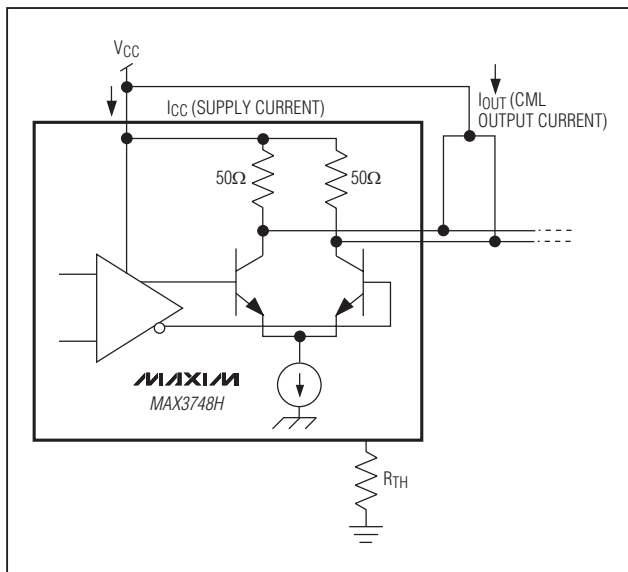 VCC
ICC (SUPPLY CURRENT)
IOUT (CML
OUTPUT CURRENT)
50Ω
50Ω
MAXIM
MAX3748H
RTH